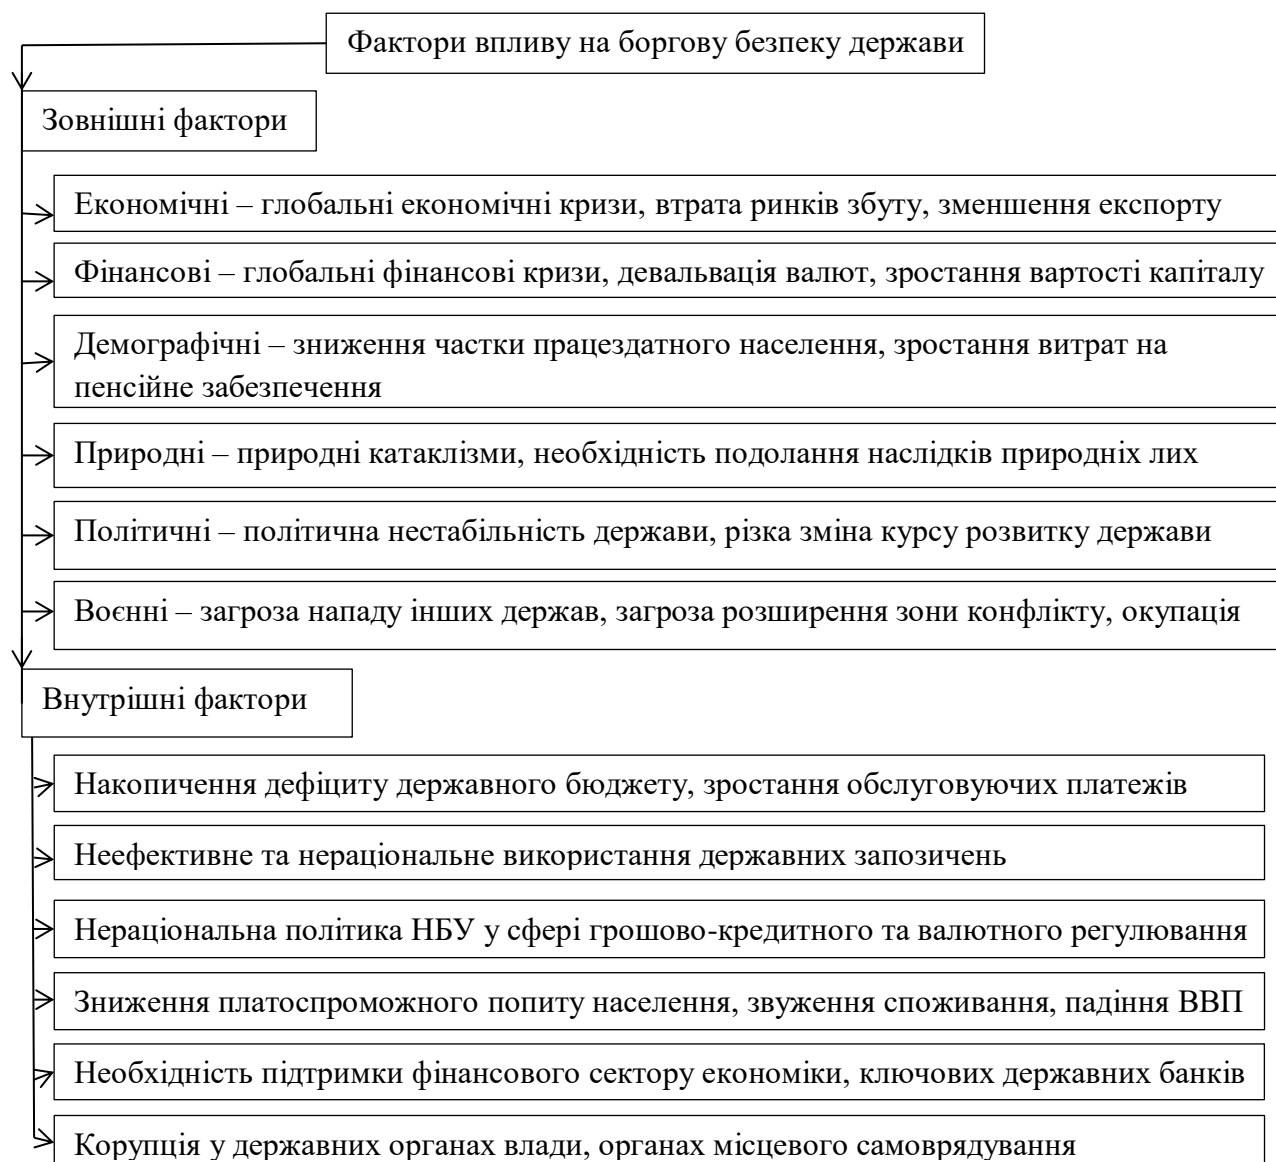 Фактори впливу на боргову безпеку держави
Зовнішні фактори
Економічні – глобальні економічні кризи, втрата ринків збуту, зменшення експорту
Фінансові – глобальні фінансові кризи, девальвація валют, зростання вартості капіталу
Демографічні – зниження частки працездатного населення, зростання витрат на
пенсійне забезпечення
Природні – природні катаклізми, необхідність подолання наслідків природніх лих
Політичні – політична нестабільність держави, різка зміна курсу розвитку держави
Воєнні – загроза нападу інших держав, загроза розширення зони конфлікту, окупація
Внутрішні фактори
Накопичення дефіциту державного бюджету, зростання обслуговуючих платежів
Неефективне та нераціональне використання державних запозичень
Нераціональна політика НБУ у сфері грошово-кредитного та валютного регулювання
Зниження платоспроможного попиту населення, звуження споживання, падіння ВВП
Необхідність підтримки фінансового сектору економіки, ключових державних банків
Корупція у державних органах влади, органах місцевого самоврядування